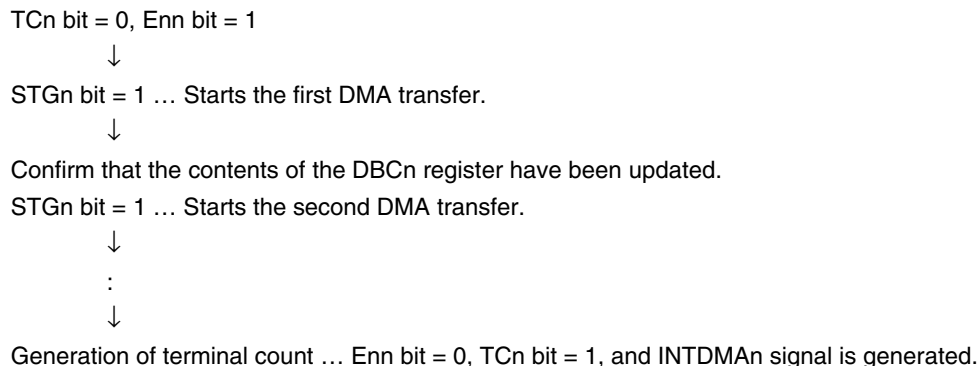 TCn bit = 0, Enn bit = 1
↓
STGn bit = 1 … Starts the first DMA transfer.
↓
Confirm that the contents of the DBCn register have been updated.
STGn bit = 1 … Starts the second DMA transfer.
↓
:
↓
Generation of terminal count … Enn bit = 0, TCn bit = 1, and INTDMAn signal is generated.